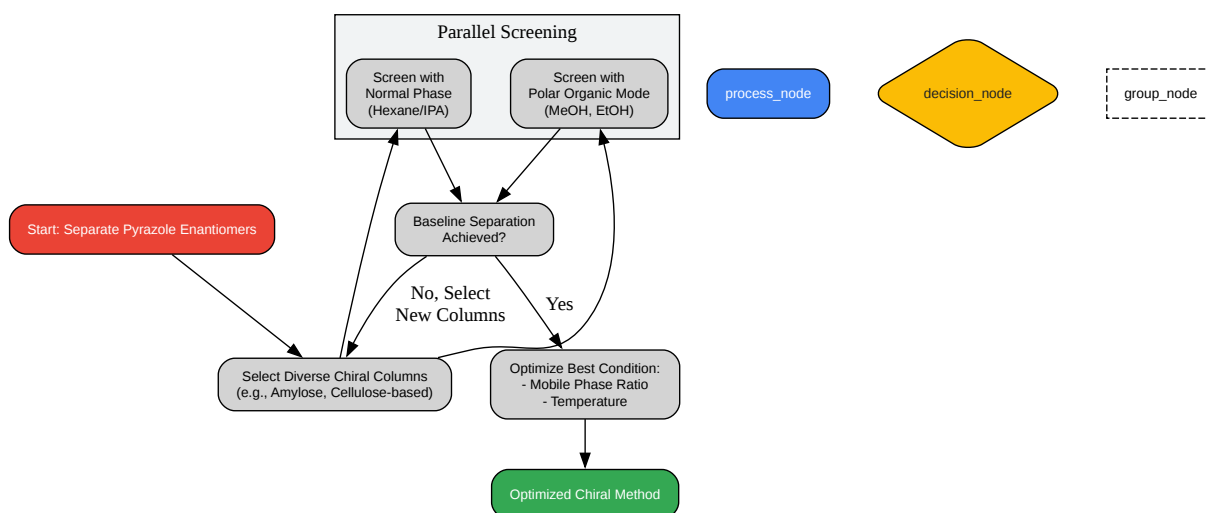 Parallel Screening
Screen with
Normal Phase
(Hexane/IPA)
Screen with
Polar Organic Mode
(MeOH, EtOH)
process_node
decision_node
group_node
Start: Separate Pyrazole Enantiomers
Baseline Separation
Achieved?
No, Select
New Columns
Yes
Select Diverse Chiral Columns
(e.g., Amylose, Cellulose-based)
Optimize Best Condition:
- Mobile Phase Ratio
- Temperature
Optimized Chiral Method